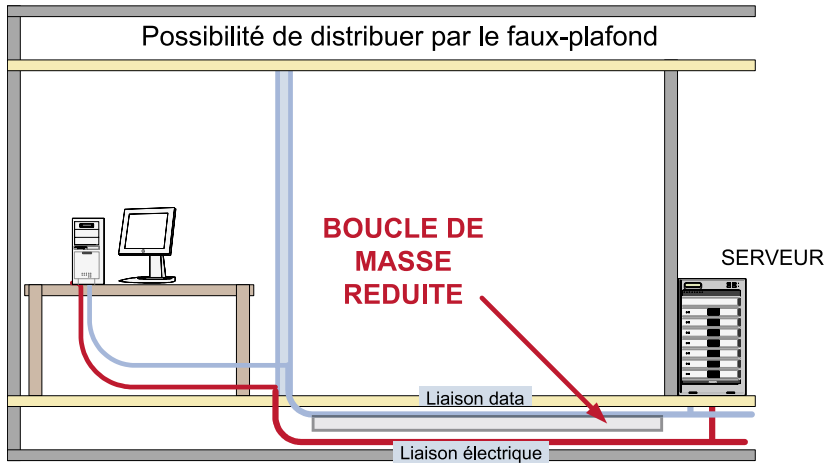 Possibilité de distribuer par le faux-plafond
BOUCLE DE
MASSE
REDUITE
SERVEUR
Liaison data
Liaison électrique